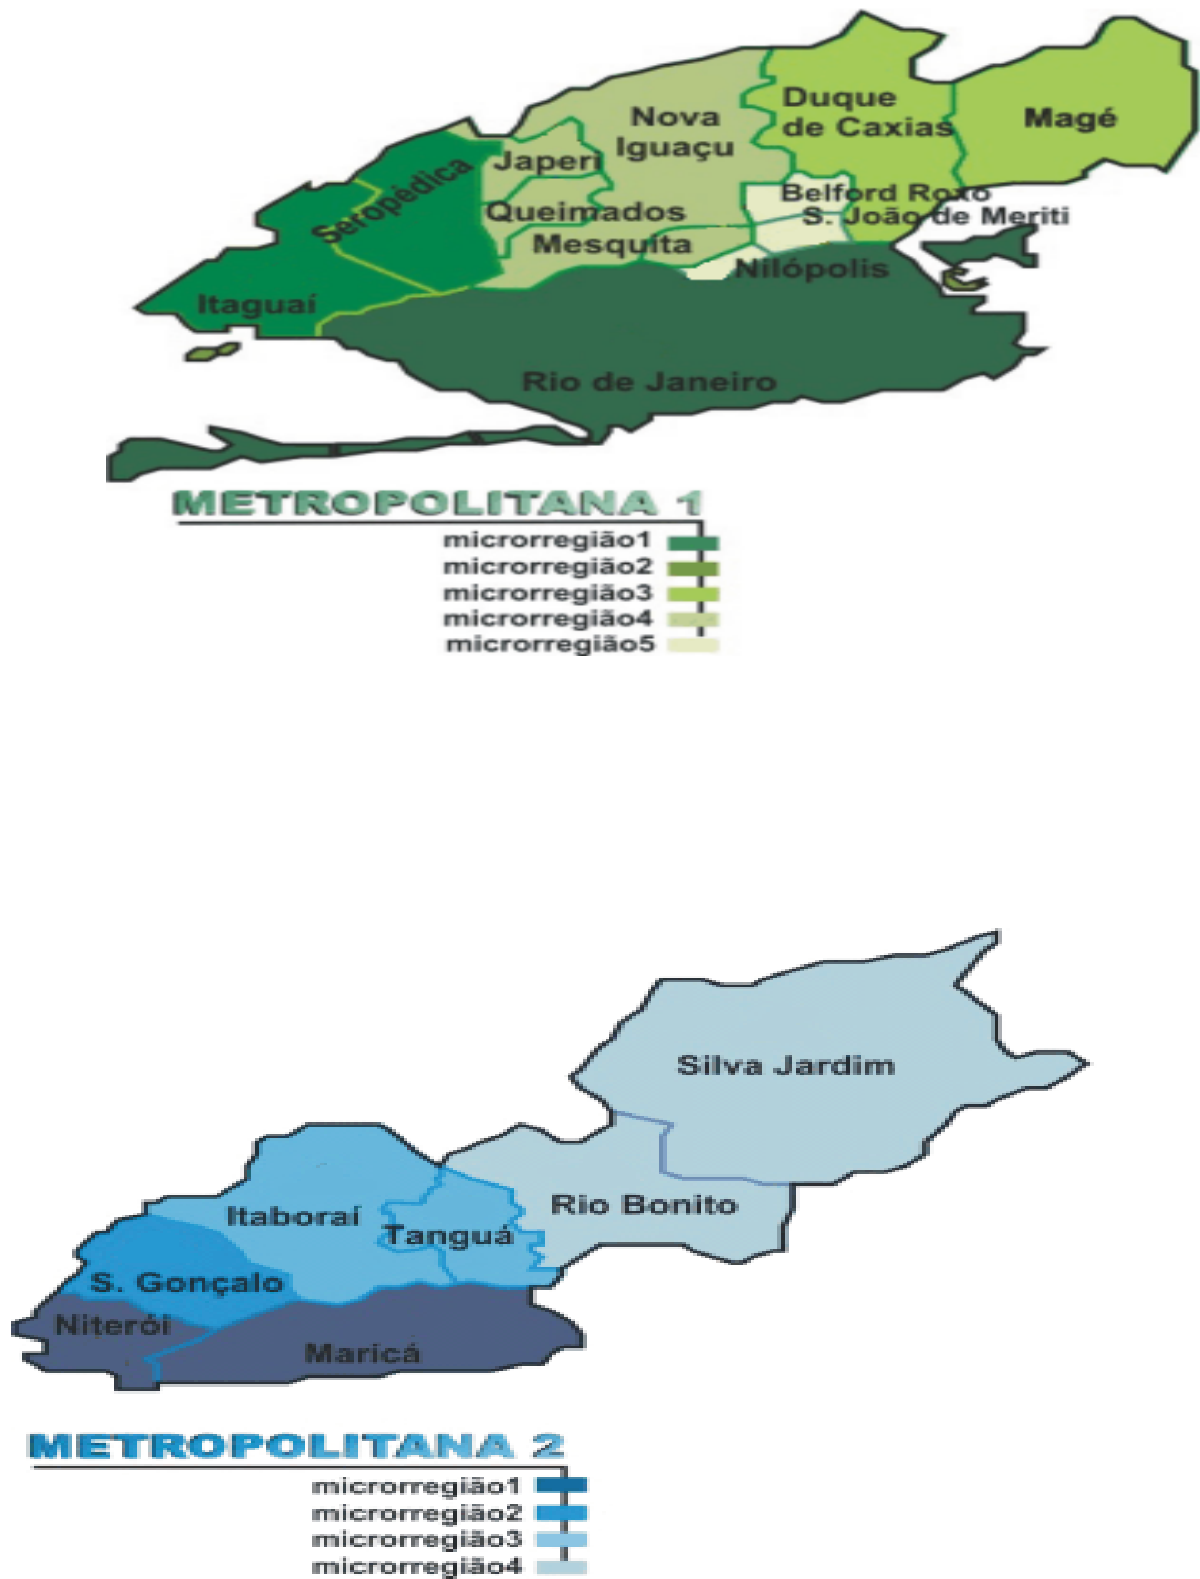 Nova
Iguaçu
Duque
de Caxias
Magé
Japeri
Seropédica
Belford Roxo
Queimados
S. João de Meriti
Mesquita
Nilópolis
Itaguaí
Rio de Janeiro
METROPOLITANA 1
microrregião1
microrregião2
microrregião3
microrregião4
microrregião5
Silva Jardim
Rio Bonito
Itaboraí
Tanguá
S. Gonçalo
Niterói
Maricá
METROPOLITANA 2
microrregião1
microrregião2
microrregião3
microrregião4